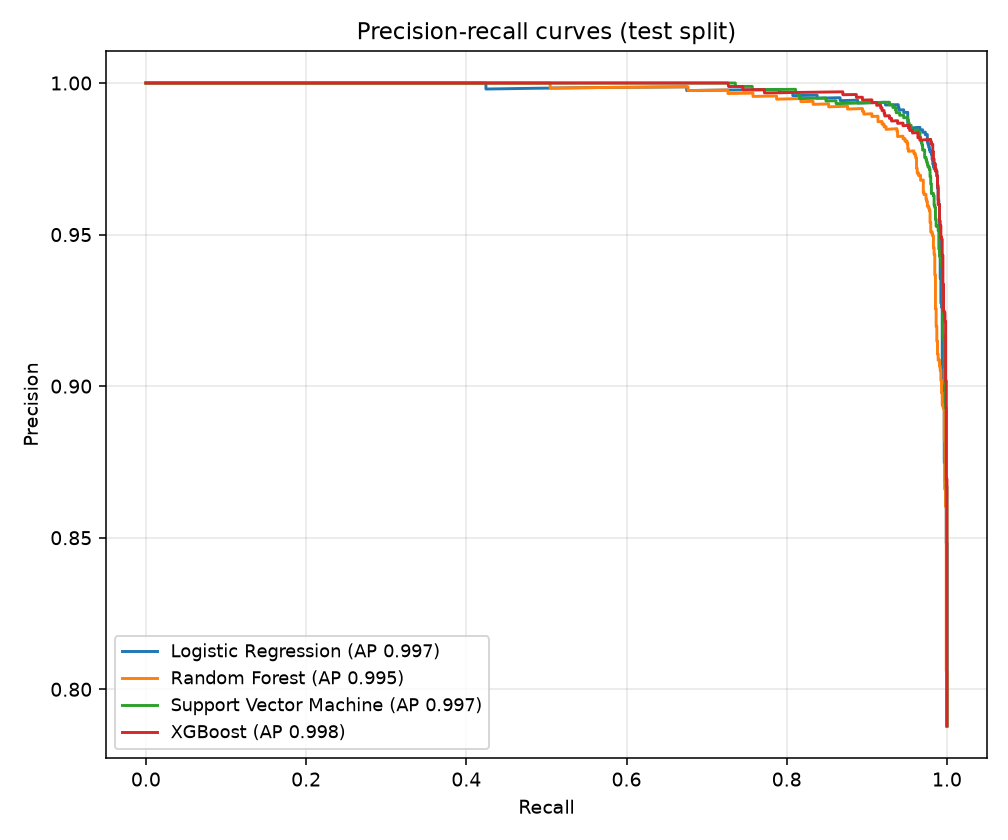 Precision-recall curves (test split)
1.00
0.95
0.90
0.85
0.80
Precision
Logistic Regression (AP 0.997)
Random Forest (AP 0.995)
Support Vector Machine (AP 0.997)
XGBoost (AP 0.998)
0.0 0.2 0.4 0.6 0.8 1.0
Recall